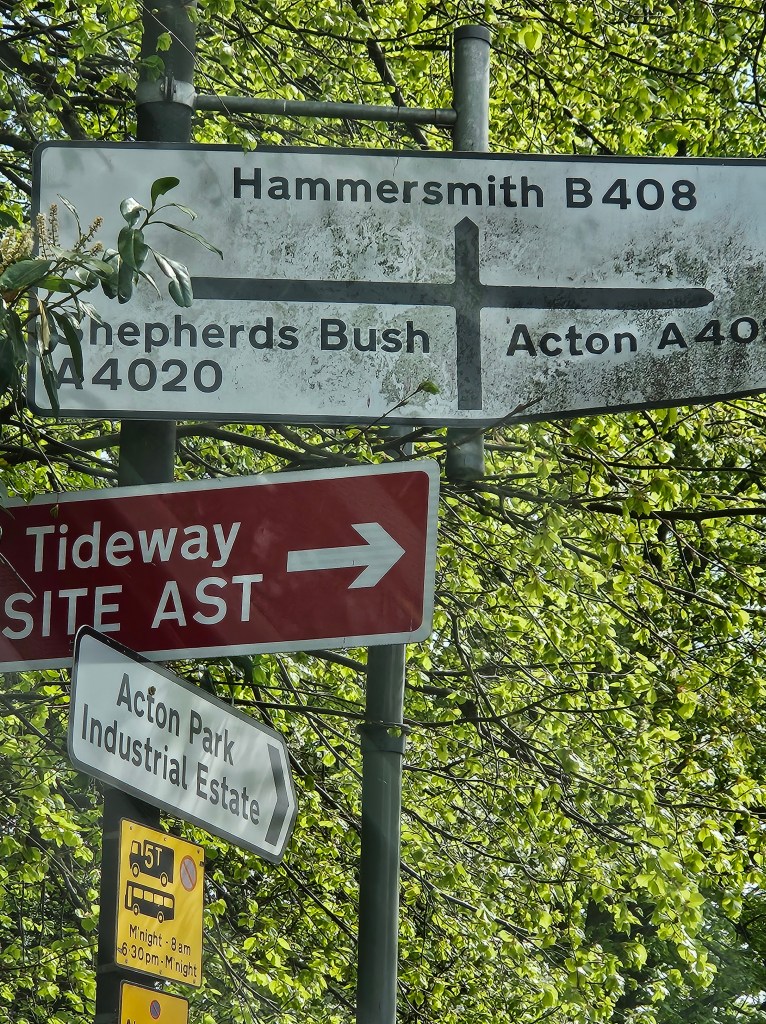 Hammersmith B408
Shepherds Bush
A4020
Acton A40
Tideway
SITE AST
Acton Park
Industrial Estate
5T
M'night - 8am
6·30pm - M'night